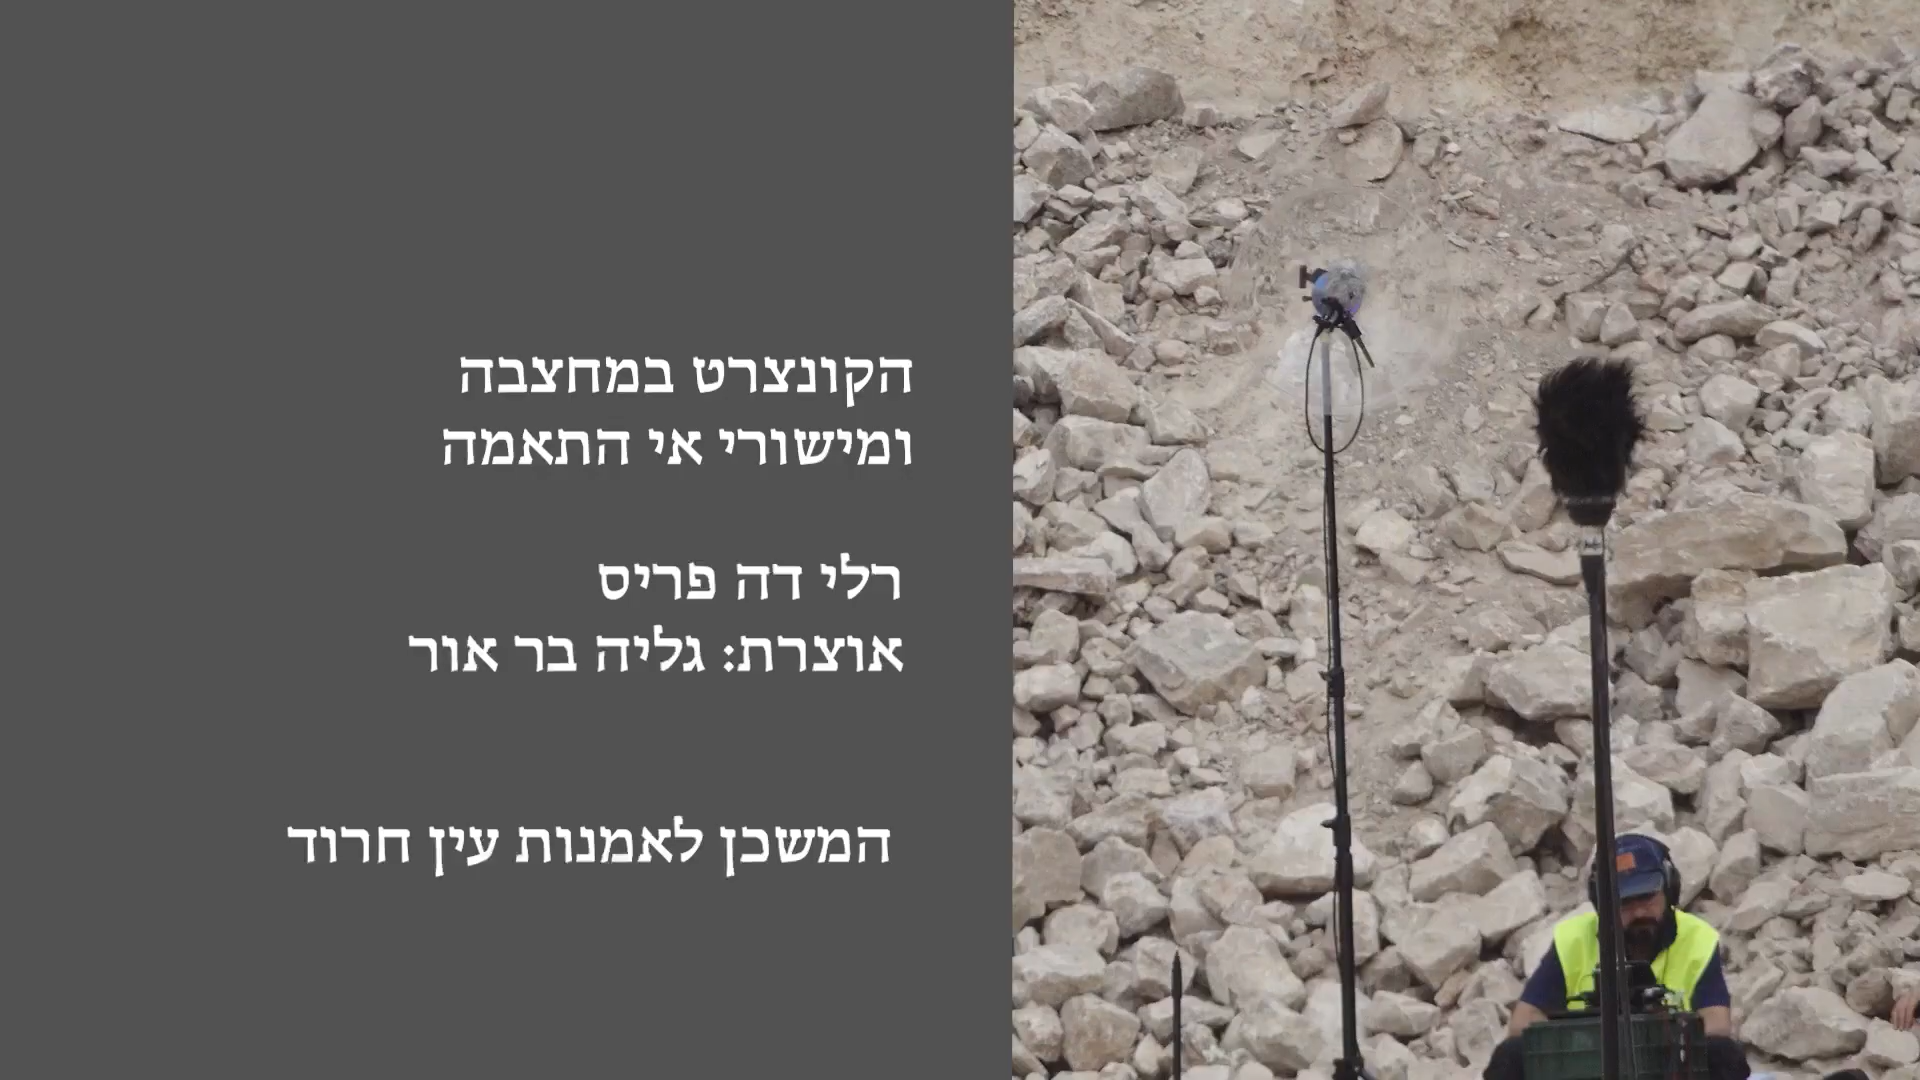 הקונצרט במחצבה
ומישורי אי התאמה
רלי דה פריס
אוצרת: גליה בר אור
המשכן לאמנות עין חרוד